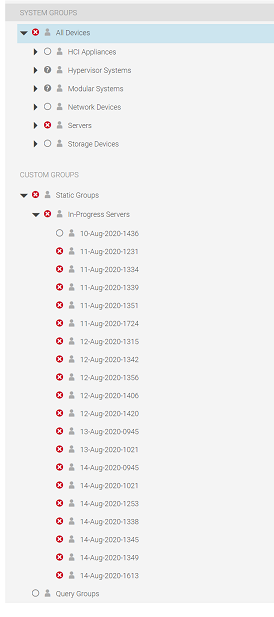 SYSTEM GROUPS
All Devices
HCI Appliances
Hypervisor Systems
Modular Systems
Network Devices
Servers
Storage Devices
CUSTOM GROUPS
Static Groups
In-Progress Servers
10-Aug-2020-1436
11-Aug-2020-1231
11-Aug-2020-1334
11-Aug-2020-1339
11-Aug-2020-1351
11-Aug-2020-1724
12-Aug-2020-1315
12-Aug-2020-1342
12-Aug-2020-1356
12-Aug-2020-1406
12-Aug-2020-1420
13-Aug-2020-0945
13-Aug-2020-1021
14-Aug-2020-0945
14-Aug-2020-1021
14-Aug-2020-1253
14-Aug-2020-1338
14-Aug-2020-1345
14-Aug-2020-1349
14-Aug-2020-1613
Query Groups